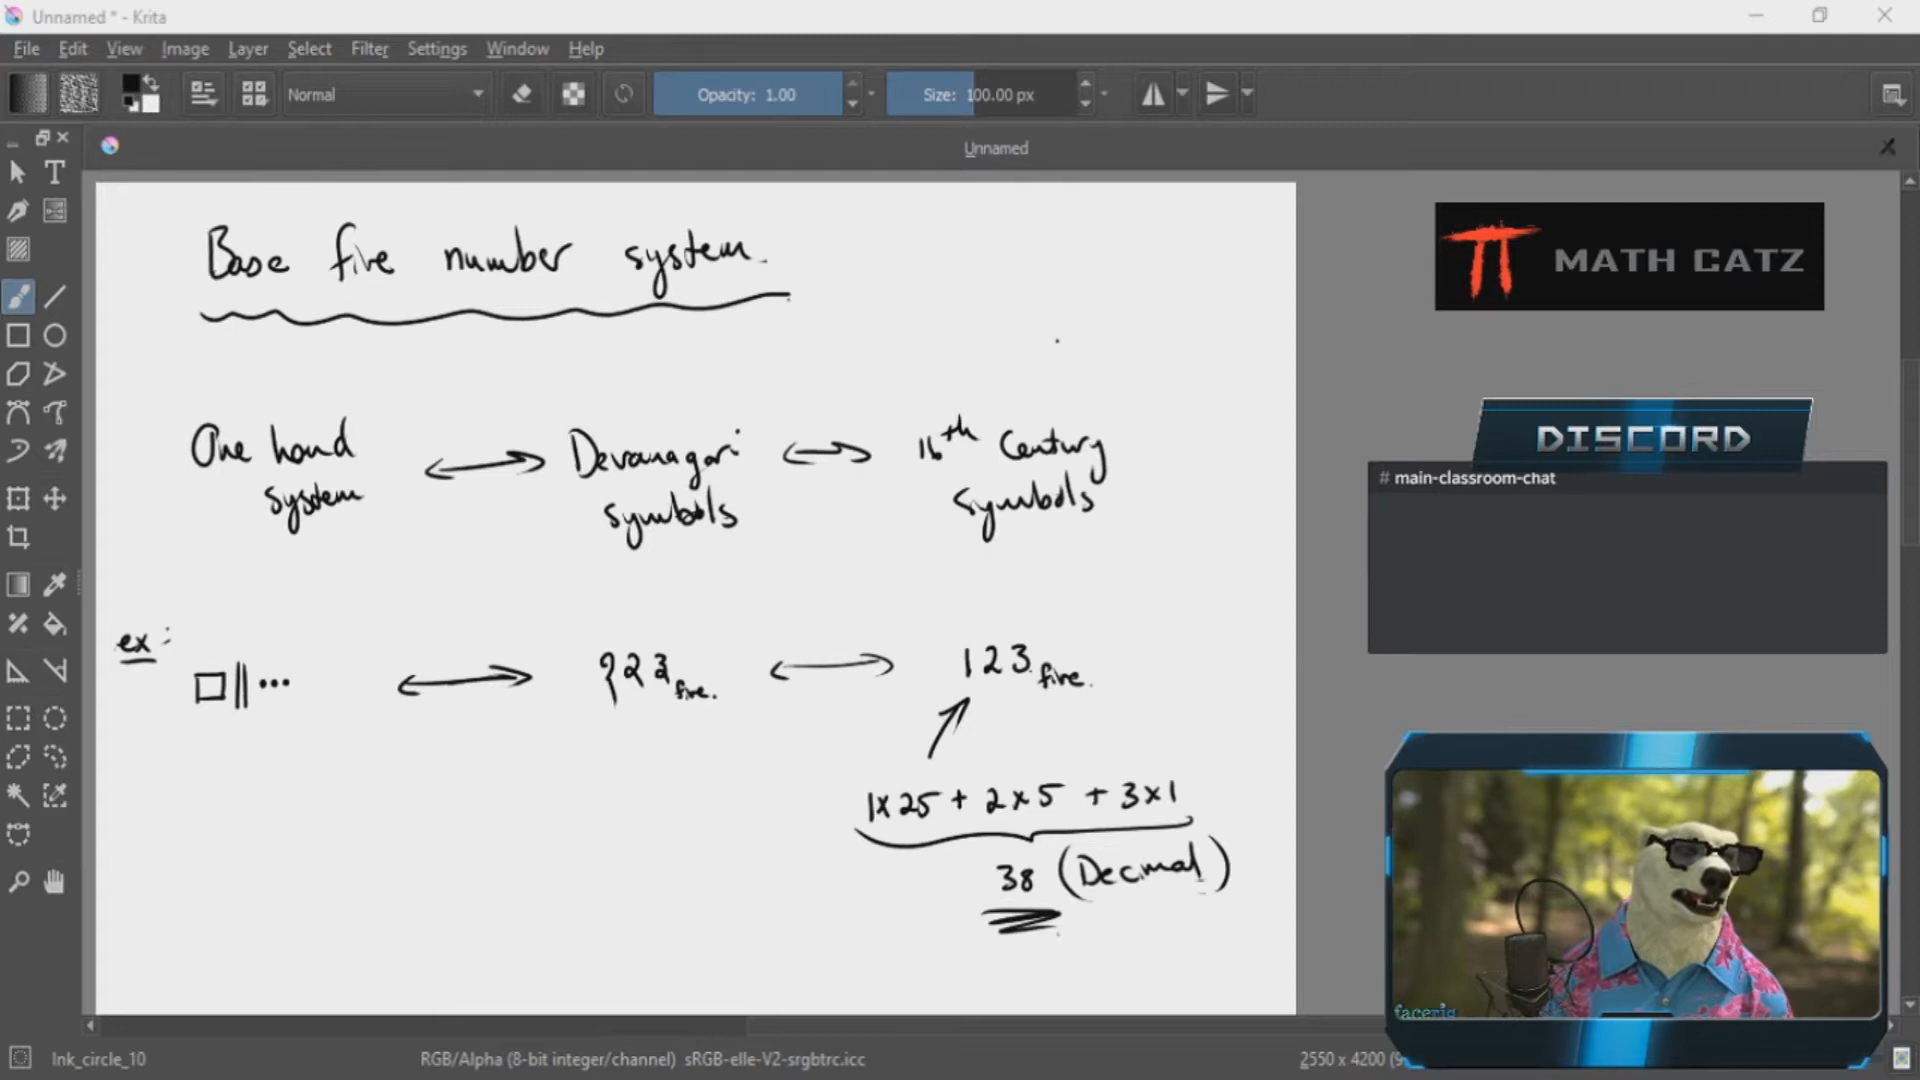 Unnamed * - Krita
File Edit View Image Layer Select Filter Settings Window Help
Normal Opacity: 1.00 Size: 100.00 px
Unnamed
Base five number system.
MATH CATZ
One hand system
Devanagari symbols
16th Century symbols
DISCORD
# main-classroom-chat
ex:
123five.
1x25 + 2x5 + 3x1
38 (Decimal)
facerig
Ink_circle_10 RGB/Alpha (8-bit integer/channel) sRGB-elle-V2-srgbtrc.icc 2550 x 4200